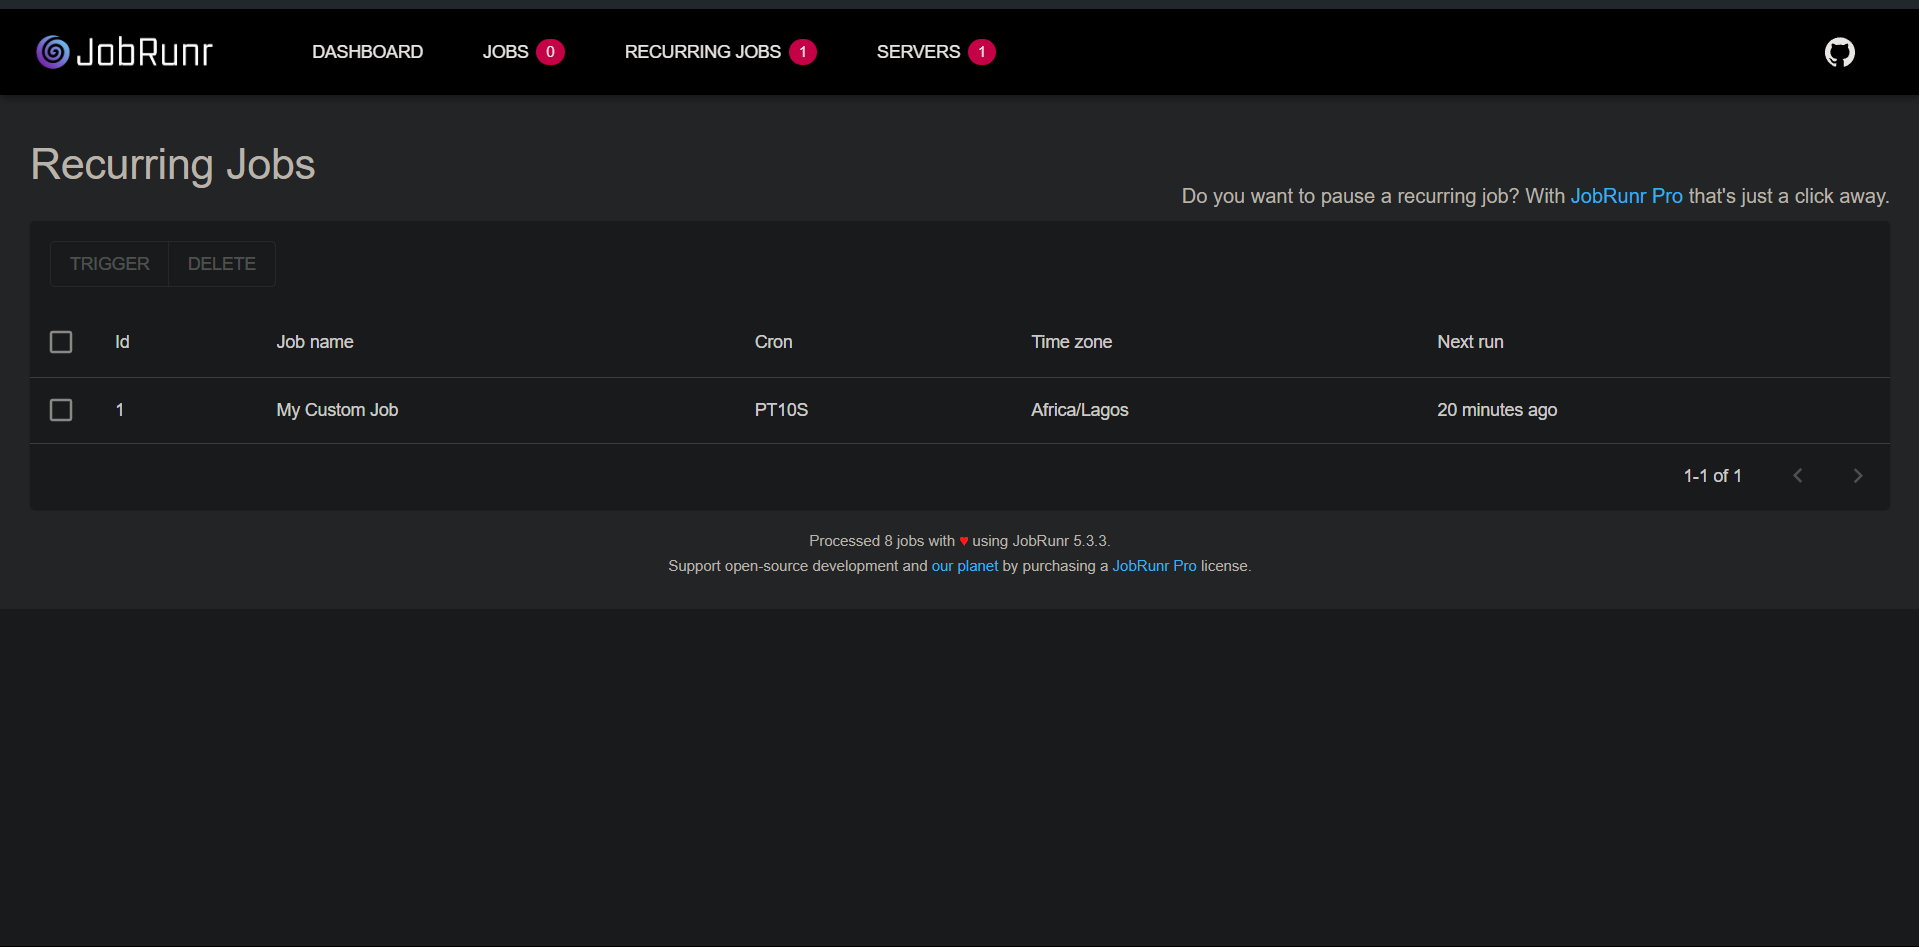 JobRunr DASHBOARD JOBS 0 RECURRING JOBS 1 SERVERS 1
Recurring Jobs
Do you want to pause a recurring job? With JobRunr Pro that's just a click away.
TRIGGER DELETE
Id Job name Cron Time zone Next run
1 My Custom Job PT10S Africa/Lagos 20 minutes ago
1-1 of 1
Processed 8 jobs with ♥ using JobRunr 5.3.3.
Support open-source development and our planet by purchasing a JobRunr Pro license.